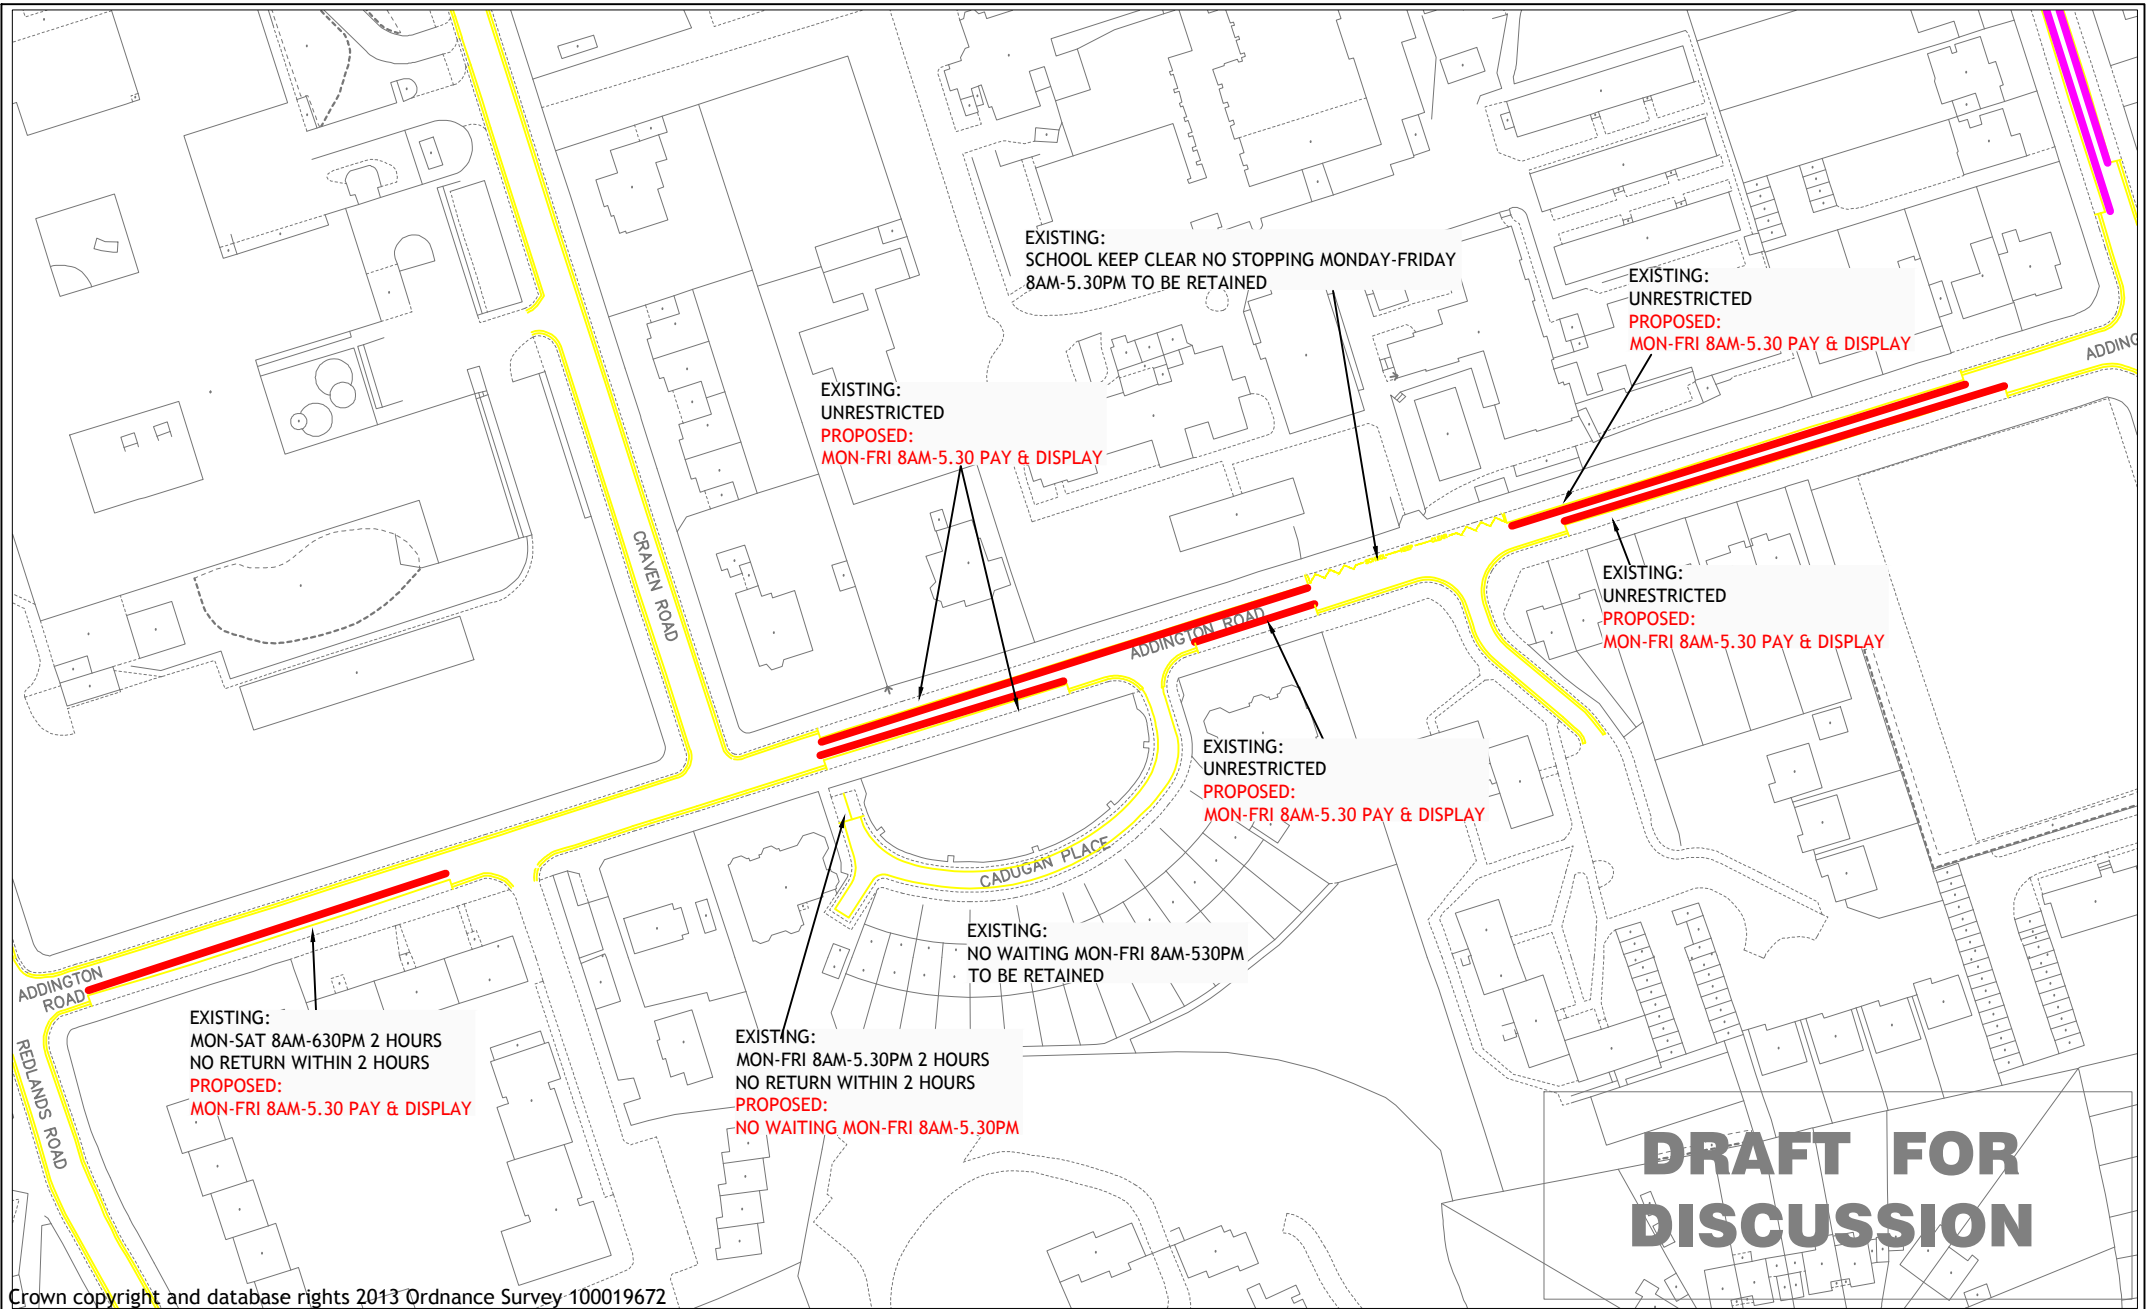 EXISTING:
SCHOOL KEEP CLEAR NO STOPPING MONDAY-FRIDAY
8AM-5.30PM TO BE RETAINED
EXISTING:
UNRESTRICTED
PROPOSED:
MON-FRI 8AM-5.30 PAY & DISPLAY
ADDING
EXISTING:
UNRESTRICTED
PROPOSED:
MON-FRI 8AM-5.30 PAY & DISPLAY
CRAVEN ROAD
ADDINGTON ROAD
EXISTING:
UNRESTRICTED
PROPOSED:
MON-FRI 8AM-5.30 PAY & DISPLAY
EXISTING:
UNRESTRICTED
PROPOSED:
MON-FRI 8AM-5.30 PAY & DISPLAY
CADUGAN PLACE
EXISTING:
NO WAITING MON-FRI 8AM-530PM
TO BE RETAINED
ADDINGTON
ROAD
EXISTING:
MON-SAT 8AM-630PM 2 HOURS
NO RETURN WITHIN 2 HOURS
PROPOSED:
MON-FRI 8AM-5.30 PAY & DISPLAY
EXISTING:
MON-FRI 8AM-5.30PM 2 HOURS
NO RETURN WITHIN 2 HOURS
PROPOSED:
NO WAITING MON-FRI 8AM-5.30PM
REDLANDS ROAD
DRAFT FOR
DISCUSSION
Crown copyright and database rights 2013 Ordnance Survey 100019672